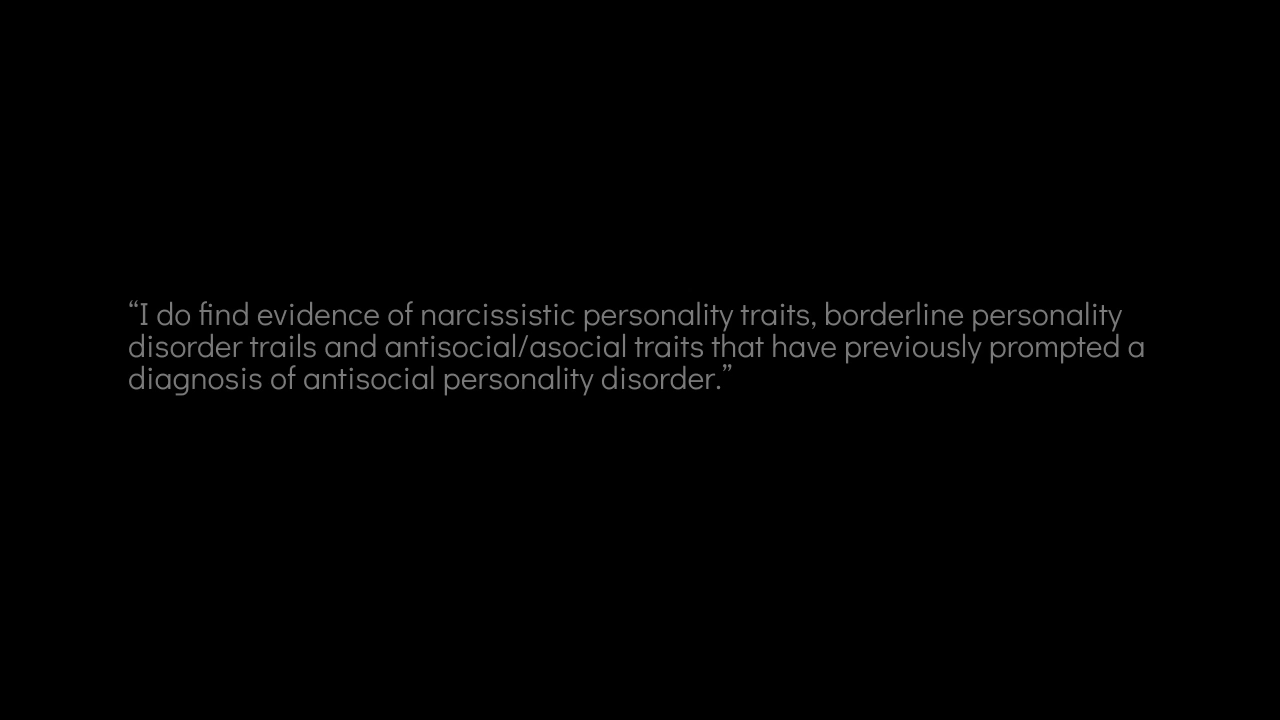 “I do find evidence of narcissistic personality traits, borderline personality
disorder trails and antisocial/asocial traits that have previously prompted a
diagnosis of antisocial personality disorder.”